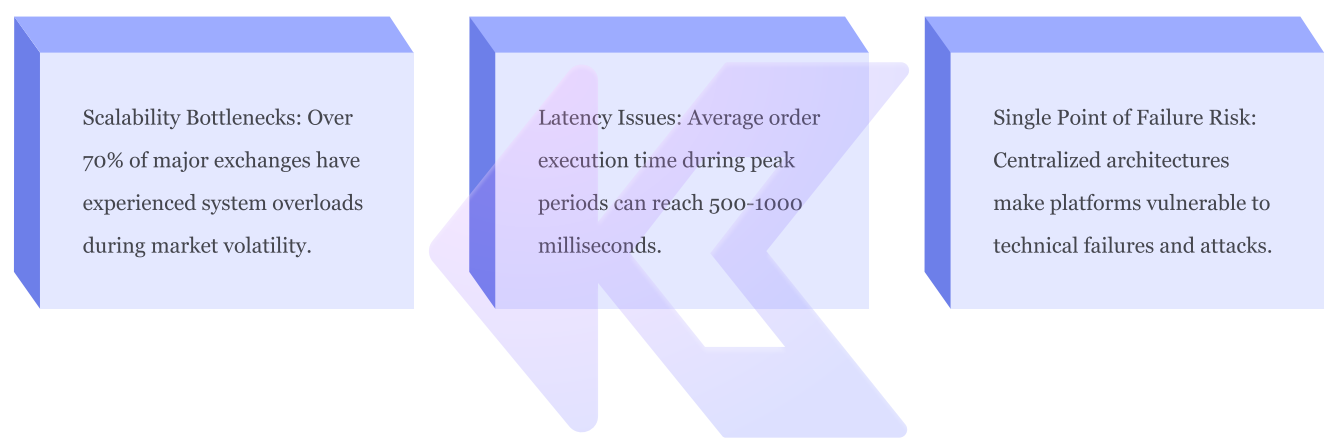 Scalability Bottlenecks: Over
70% of major exchanges have
experienced system overloads
during market volatility.
Latency Issues: Average order
execution time during peak
periods can reach 500-1000
milliseconds.
Single Point of Failure Risk:
Centralized architectures
make platforms vulnerable to
technical failures and attacks.